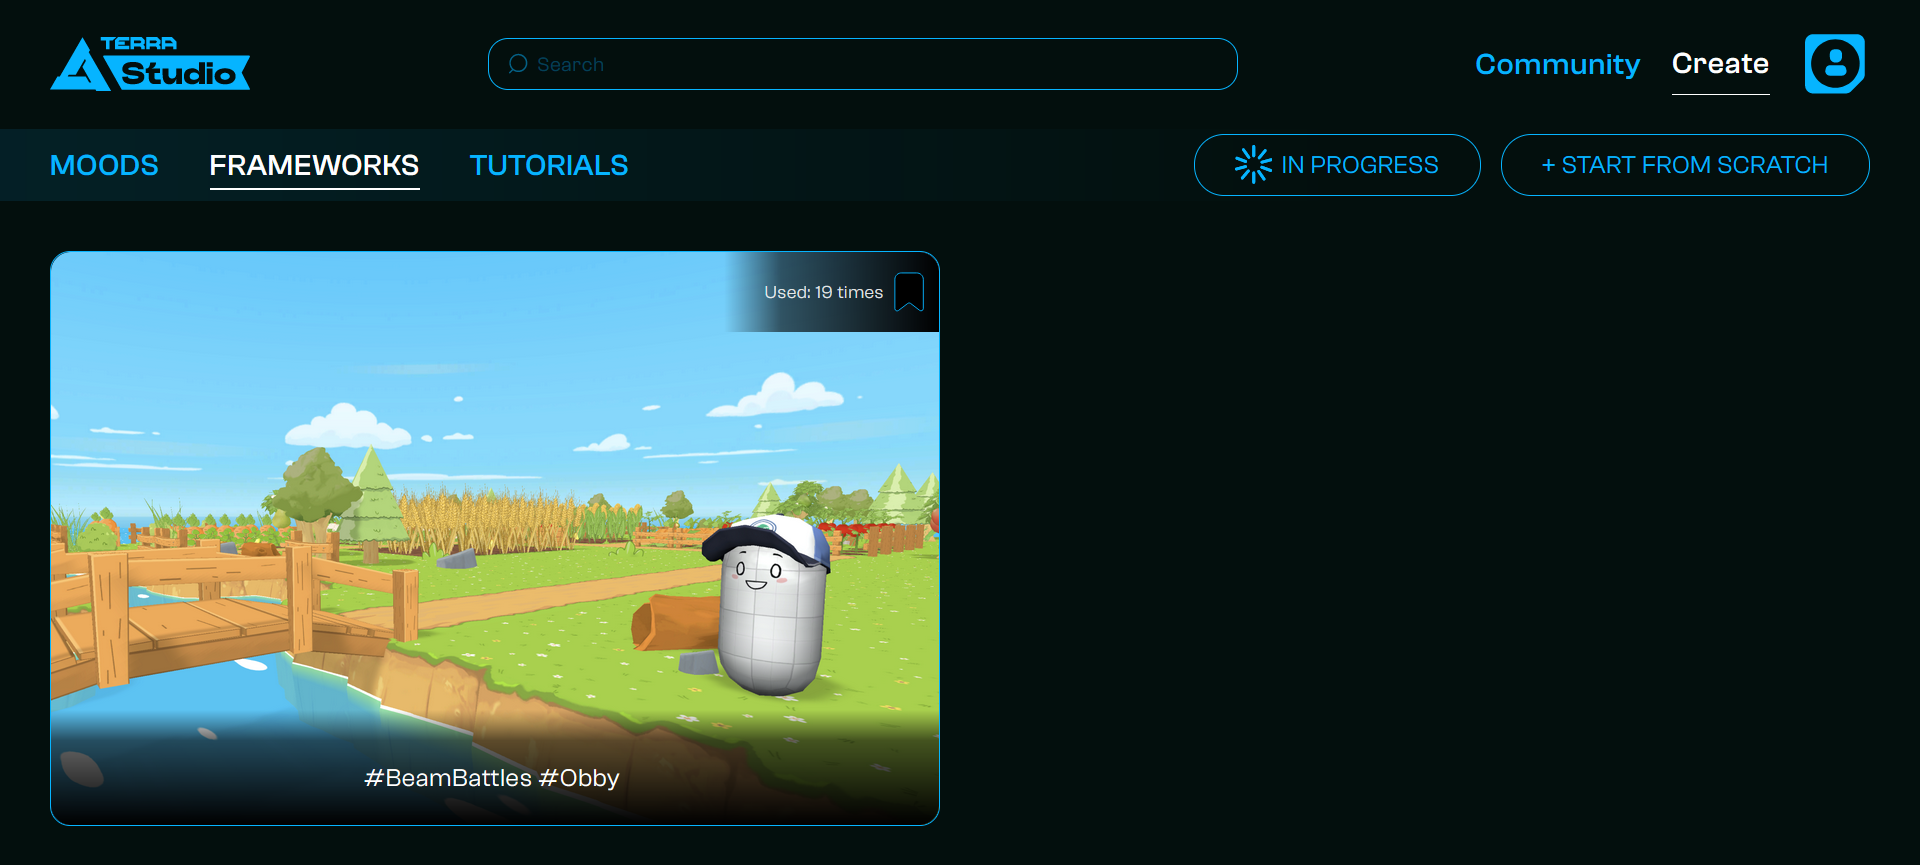 TERRA
Studio
Search
Community
Create
MOODS
FRAMEWORKS
TUTORIALS
IN PROGRESS
+ START FROM SCRATCH
Used: 19 times
#BeamBattles #Obby